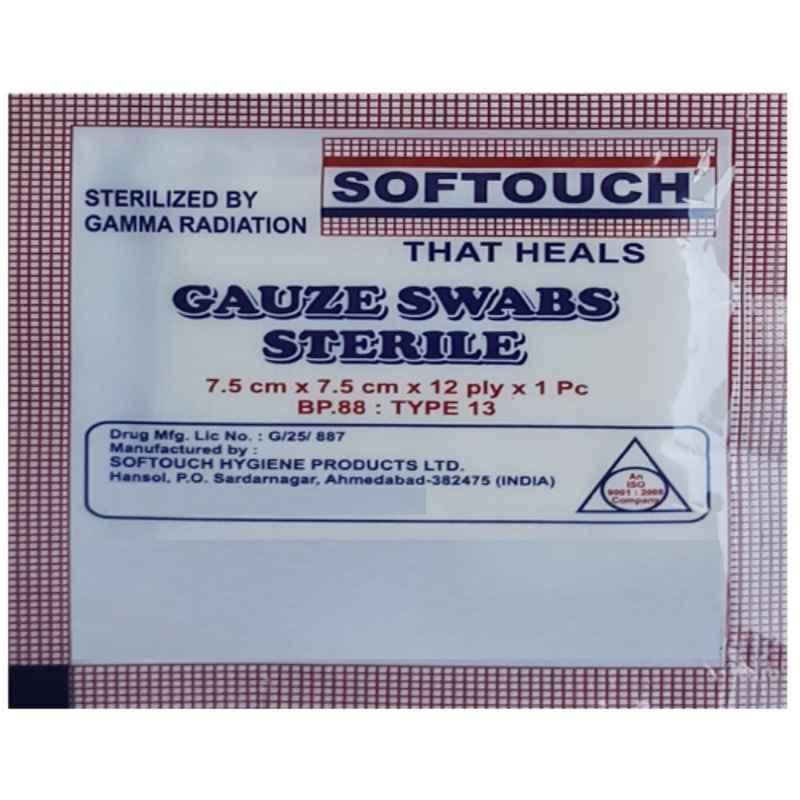 STERILIZED BY
GAMMA RADIATION
SOFTOUCH
THAT HEALS
GAUZE SWABS
STERILE
7.5 cm x 7.5 cm x 12 ply x 1 Pc
BP.88 : TYPE 13
Drug Mfg. Lic No. : G/25/ 887
Manufactured by :
SOFTOUCH HYGIENE PRODUCTS LTD.
Hansol, P.O. Sardarnagar, Ahmedabad-382475 (INDIA)
An
ISO
9001 : 2008
Company